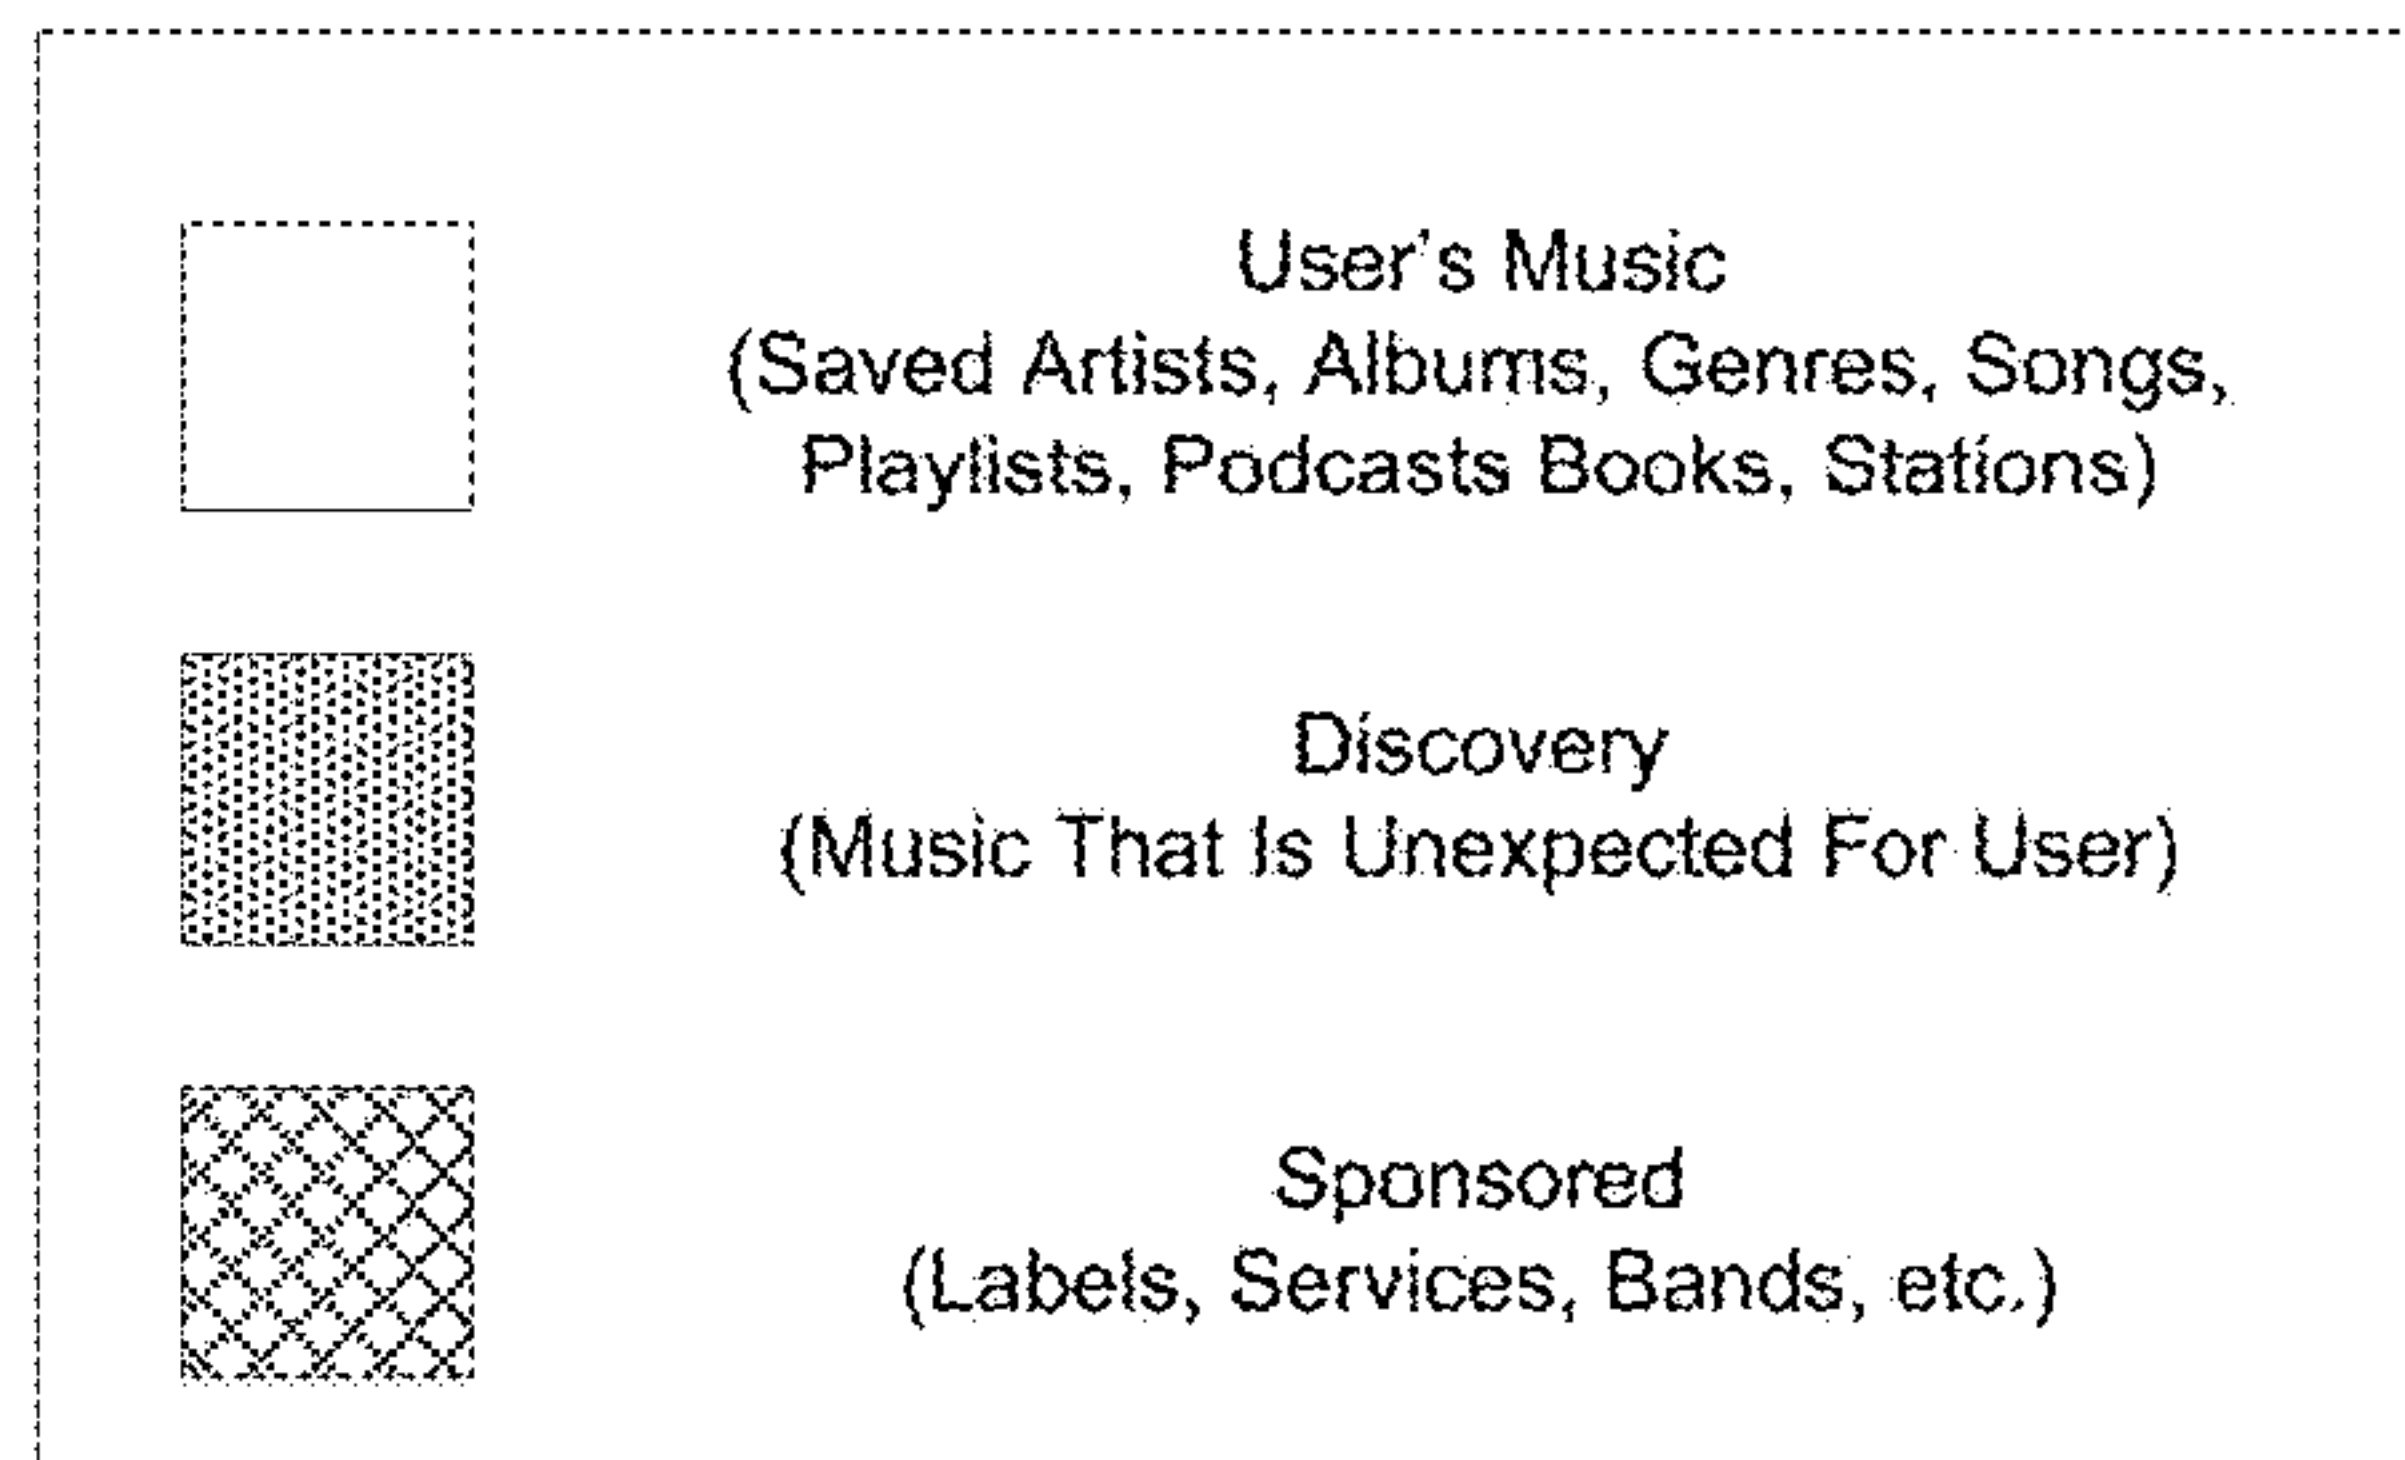 User's Music
(Saved Artists, Albums, Genres, Songs,
Playlists, Podcasts Books, Stations)
Discovery
(Music That Is Unexpected For User)
Sponsored
(Labels, Services, Bands, etc.)